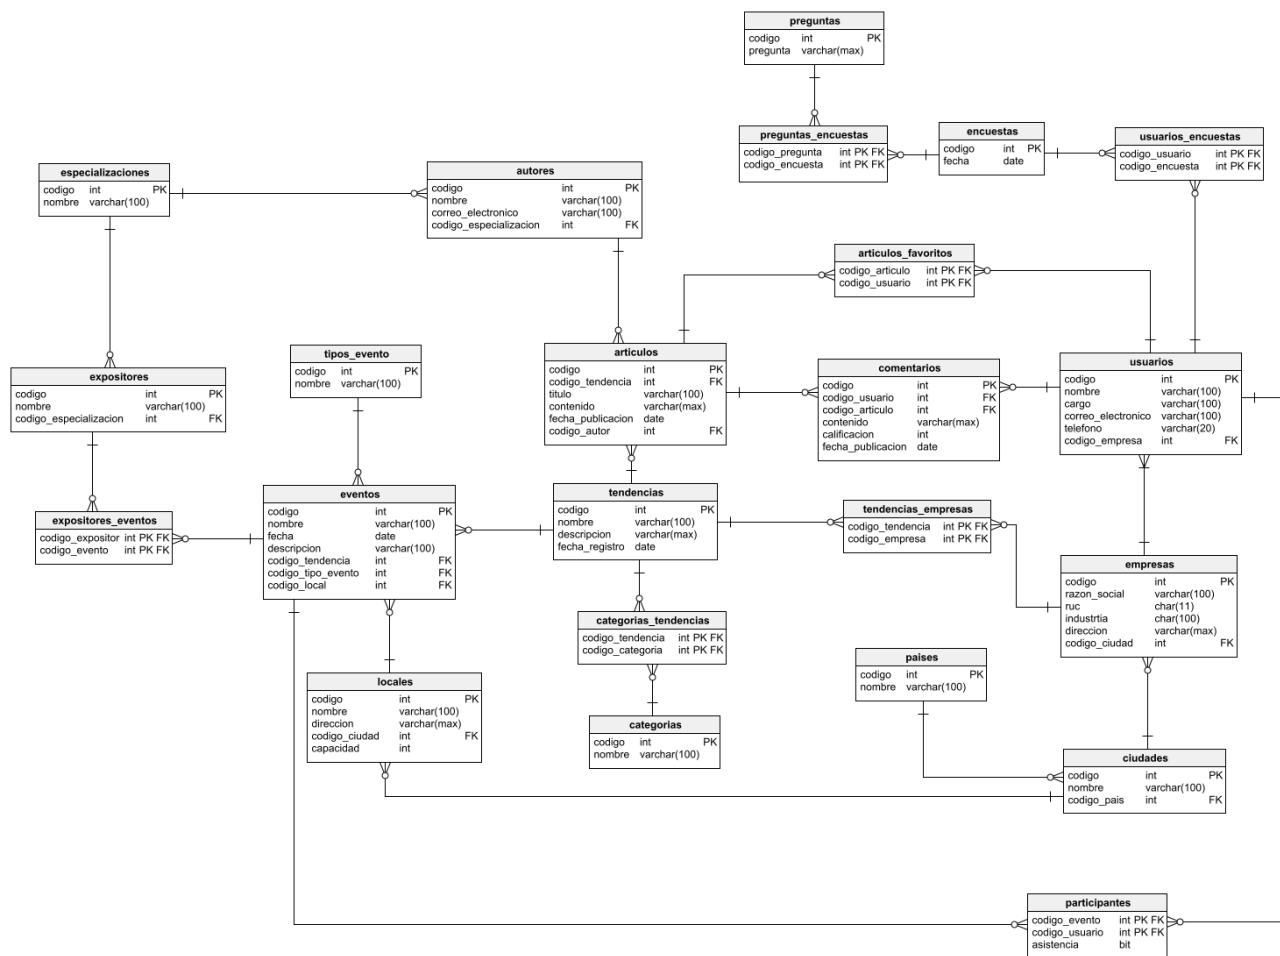 preguntas
codigo int PK
pregunta varchar(max)
preguntas_encuestas
codigo_pregunta int PK FK
codigo_encuesta int PK FK
encuestas
codigo int PK
fecha date
usuarios_encuestas
codigo_usuario int PK FK
codigo_encuesta int PK FK
especializaciones
codigo int PK
nombre varchar(100)
autores
codigo int PK
nombre varchar(100)
correo_electronico varchar(100)
codigo_especializacion int FK
articulos_favoritos
codigo_articulo int PK FK
codigo_usuario int PK FK
tipos_evento
codigo int PK
nombre varchar(100)
articulos
codigo int PK
codigo_tendencia int FK
titulo varchar(100)
contenido varchar(max)
fecha_publicacion date
codigo_autor int FK
comentarios
codigo int PK
codigo_usuario int FK
codigo_articulo int FK
contenido varchar(max)
calificacion int
fecha_publicacion date
usuarios
codigo int PK
nombre varchar(100)
cargo varchar(100)
correo_electronico varchar(100)
telefono varchar(20)
codigo_empresa int FK
expositores
codigo int PK
nombre varchar(100)
codigo_especializacion int FK
expositores_eventos
codigo_expositor int PK FK
codigo_evento int PK FK
eventos
codigo int PK
nombre varchar(100)
fecha date
descripcion varchar(100)
codigo_tendencia int FK
codigo_tipo_evento int FK
codigo_local int FK
tendencias
codigo int PK
nombre varchar(100)
descripcion varchar(max)
fecha_registro date
tendencias_empresas
codigo_tendencia int PK FK
codigo_empresa int PK FK
empresas
codigo int PK
razon_social varchar(100)
ruc char(11)
industrtia char(100)
direccion varchar(max)
codigo_ciudad int FK
categorias_tendencias
codigo_tendencia int PK FK
codigo_categoria int PK FK
paises
codigo int PK
nombre varchar(100)
locales
codigo int PK
nombre varchar(100)
direccion varchar(max)
codigo_ciudad int FK
capacidad int
categorias
codigo int PK
nombre varchar(100)
ciudades
codigo int PK
nombre varchar(100)
codigo_pais int FK
participantes
codigo_evento int PK FK
codigo_usuario int PK FK
asistencia bit